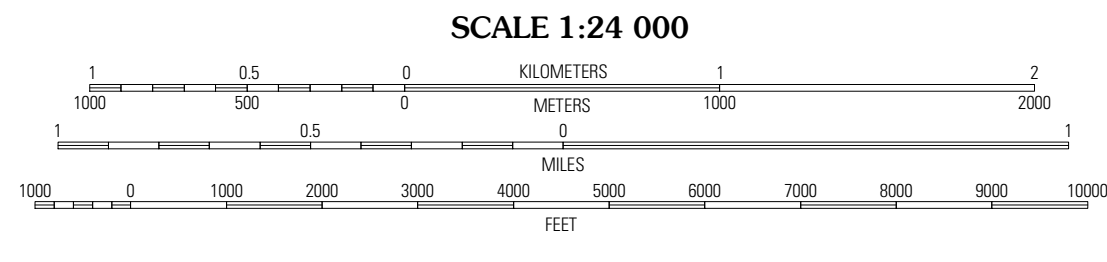 SCALE 1:24 000
1 0.5 0 KILOMETERS 1 2
1000 500 0 METERS 1000 2000
1 0.5 0 1
MILES
1000 0 1000 2000 3000 4000 5000 6000 7000 8000 9000 10000
FEET